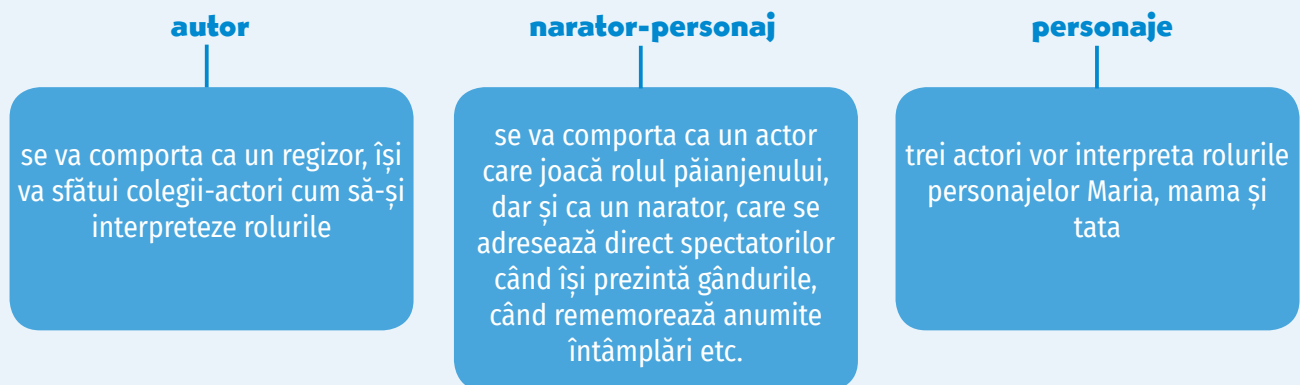 autor
se va comporta ca un regizor, își
va sfătui colegii-actori cum să-și
interpreteze rolurile
narator-personaj
se va comporta ca un actor
care joacă rolul păianjenului,
dar și ca un narator, care se
adresează direct spectatorilor
când își prezintă gândurile,
când rememorează anumite
întâmplări etc.
personaje
trei actori vor interpreta rolurile
personajelor Maria, mama și
tata